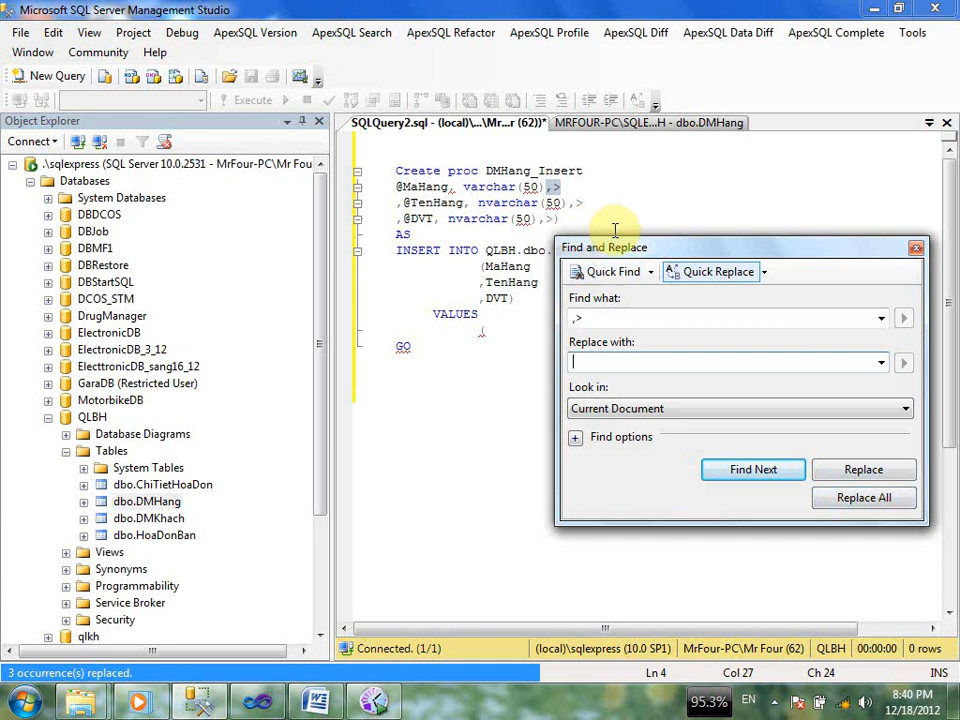 Microsoft SQL Server Management Studio
File Edit View Project Debug ApexSQL Version ApexSQL Search ApexSQL Refactor ApexSQL Profile ApexSQL Diff ApexSQL Data Diff ApexSQL Complete Tools
Window Community Help
New Query
Execute
Object Explorer
SQLQuery2.sql - (local)\...\Mr...r (62))*
MRFOUR-PC\SQLE...H - dbo.DMHang
Connect
.\sqlexpress (SQL Server 10.0.2531 - MrFour-PC\Mr Fou
Databases
System Databases
DBDCOS
DBJob
DBMF1
DBRestore
DBStartSQL
DCOS_STM
DrugManager
ElectronicDB
ElectronicDB_3_12
ElecttronicDB_sang16_12
GaraDB (Restricted User)
MotorbikeDB
QLBH
Database Diagrams
Tables
System Tables
dbo.ChiTietHoaDon
dbo.DMHang
dbo.DMKhach
dbo.HoaDonBan
Views
Synonyms
Programmability
Service Broker
Security
qlkh
Create proc DMHang_Insert
@MaHang, varchar(50),>
,@TenHang, nvarchar(50),>
,@DVT, nvarchar(50),>)
AS
INSERT INTO QLBH.dbo.
(MaHang
,TenHang
,DVT)
VALUES
(
GO
Find and Replace
Quick Find
Quick Replace
Find what:
,>
Replace with:
Look in:
Current Document
Find options
Find Next
Replace
Replace All
Connected. (1/1)
(local)\sqlexpress (10.0 SP1)
MrFour-PC\Mr Four (62)
QLBH
00:00:00
0 rows
3 occurrence(s) replaced.
Ln 4
Col 27
Ch 24
INS
95.3%
EN
8:40 PM
12/18/2012